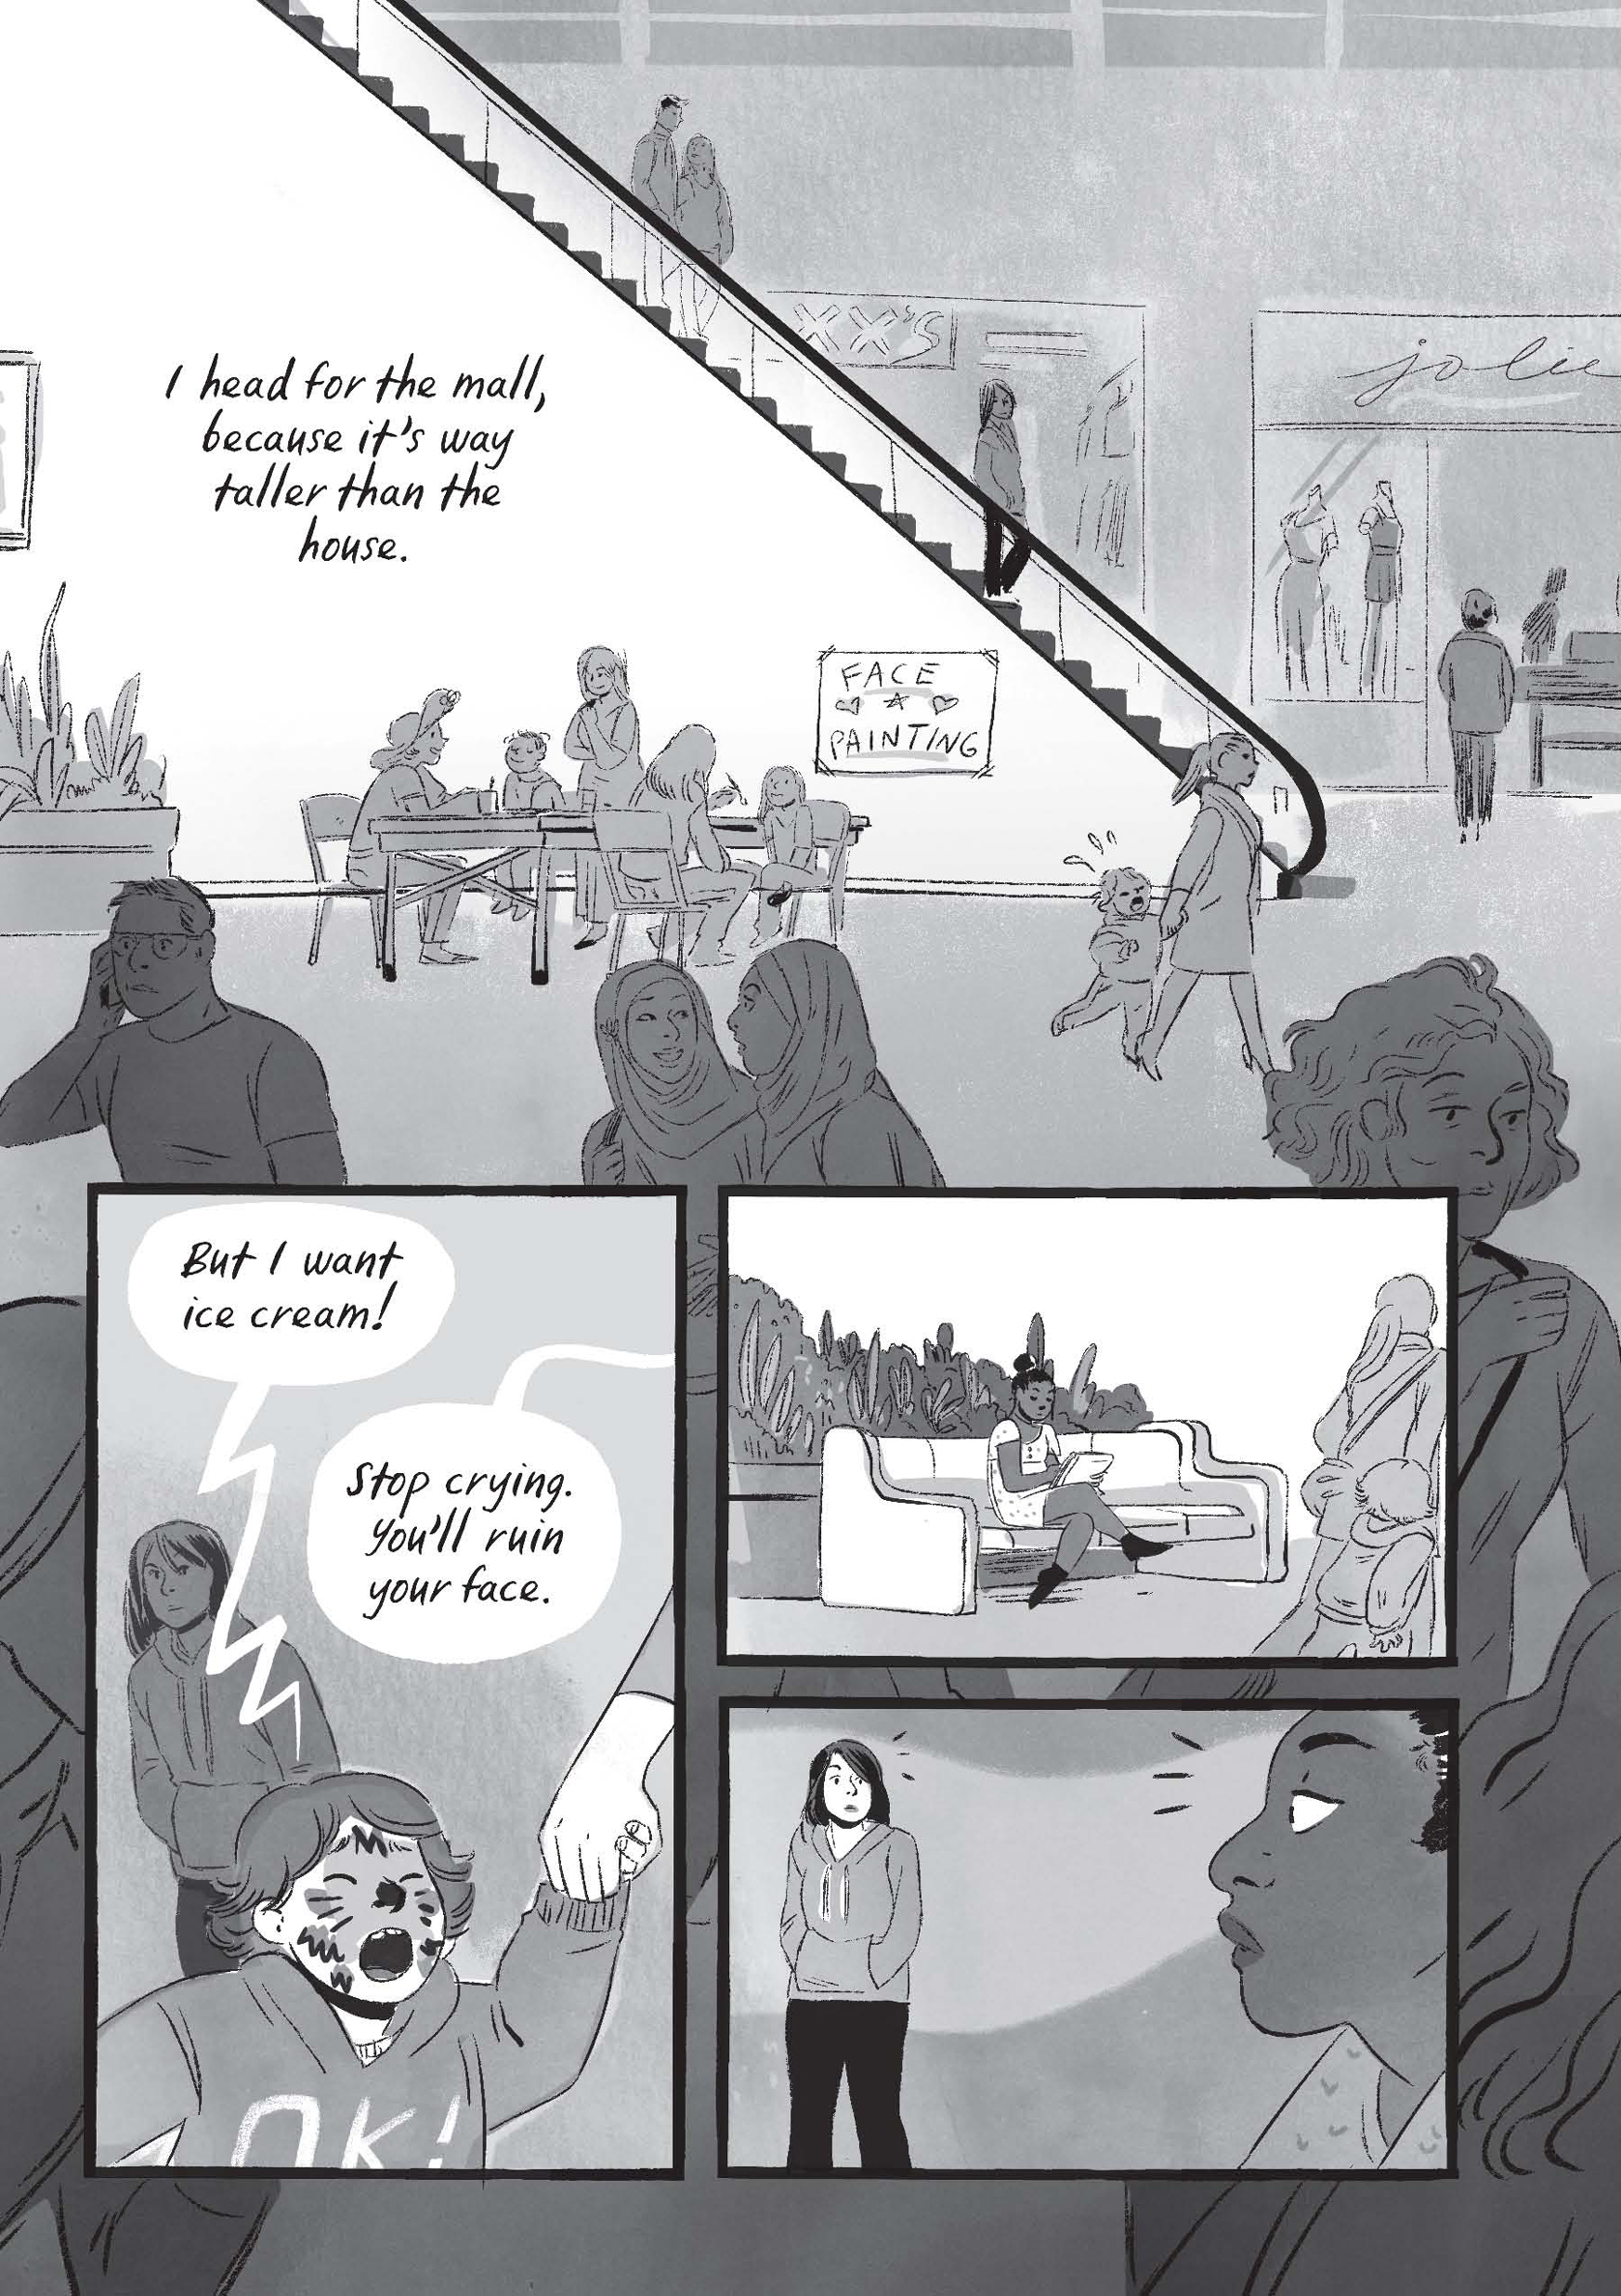 I head for the mall,
because it's way
taller than the
house.
XX'S
jolie
FACE
PAINTING
But I want
ice cream!
Stop crying.
You'll ruin
your face.
OK!